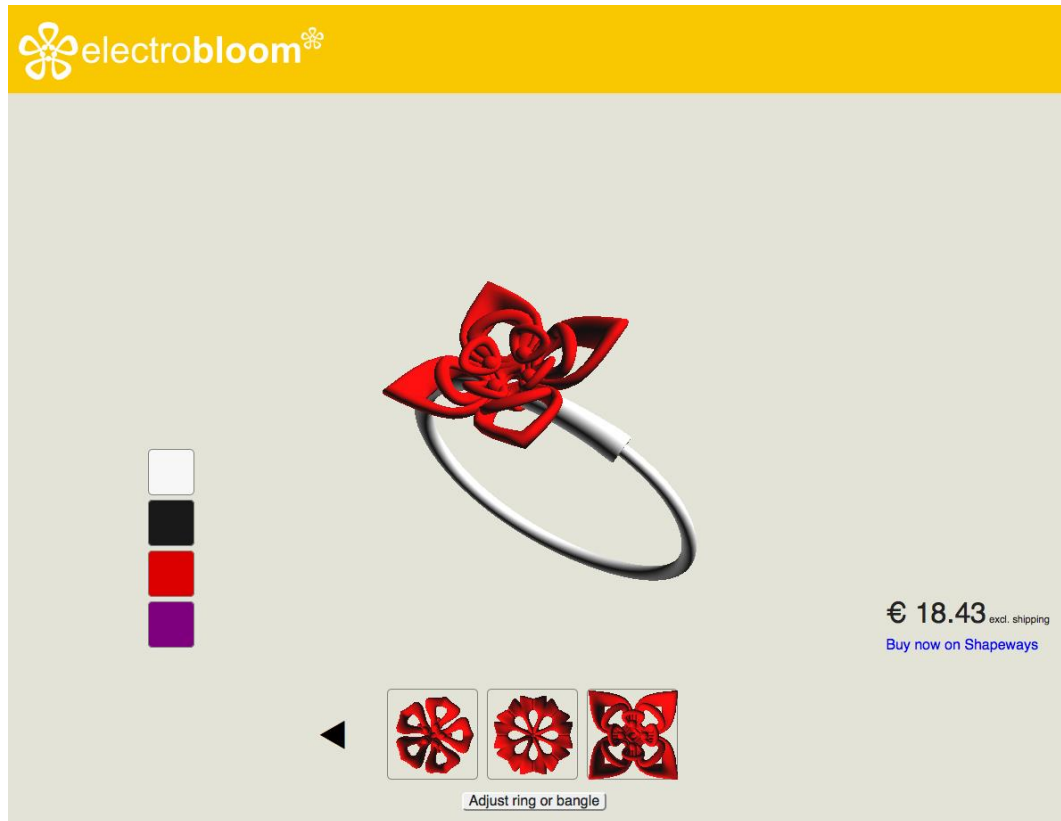 electrobloom
€ 18.43 excl. shipping
Buy now on Shapeways
Adjust ring or bangle